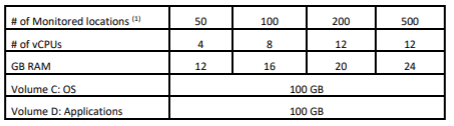 # of Monitored locations (1) 50 100 200 500
# of vCPUs 4 8 12 12
GB RAM 12 16 20 24
Volume C: OS 100 GB
Volume D: Applications 100 GB